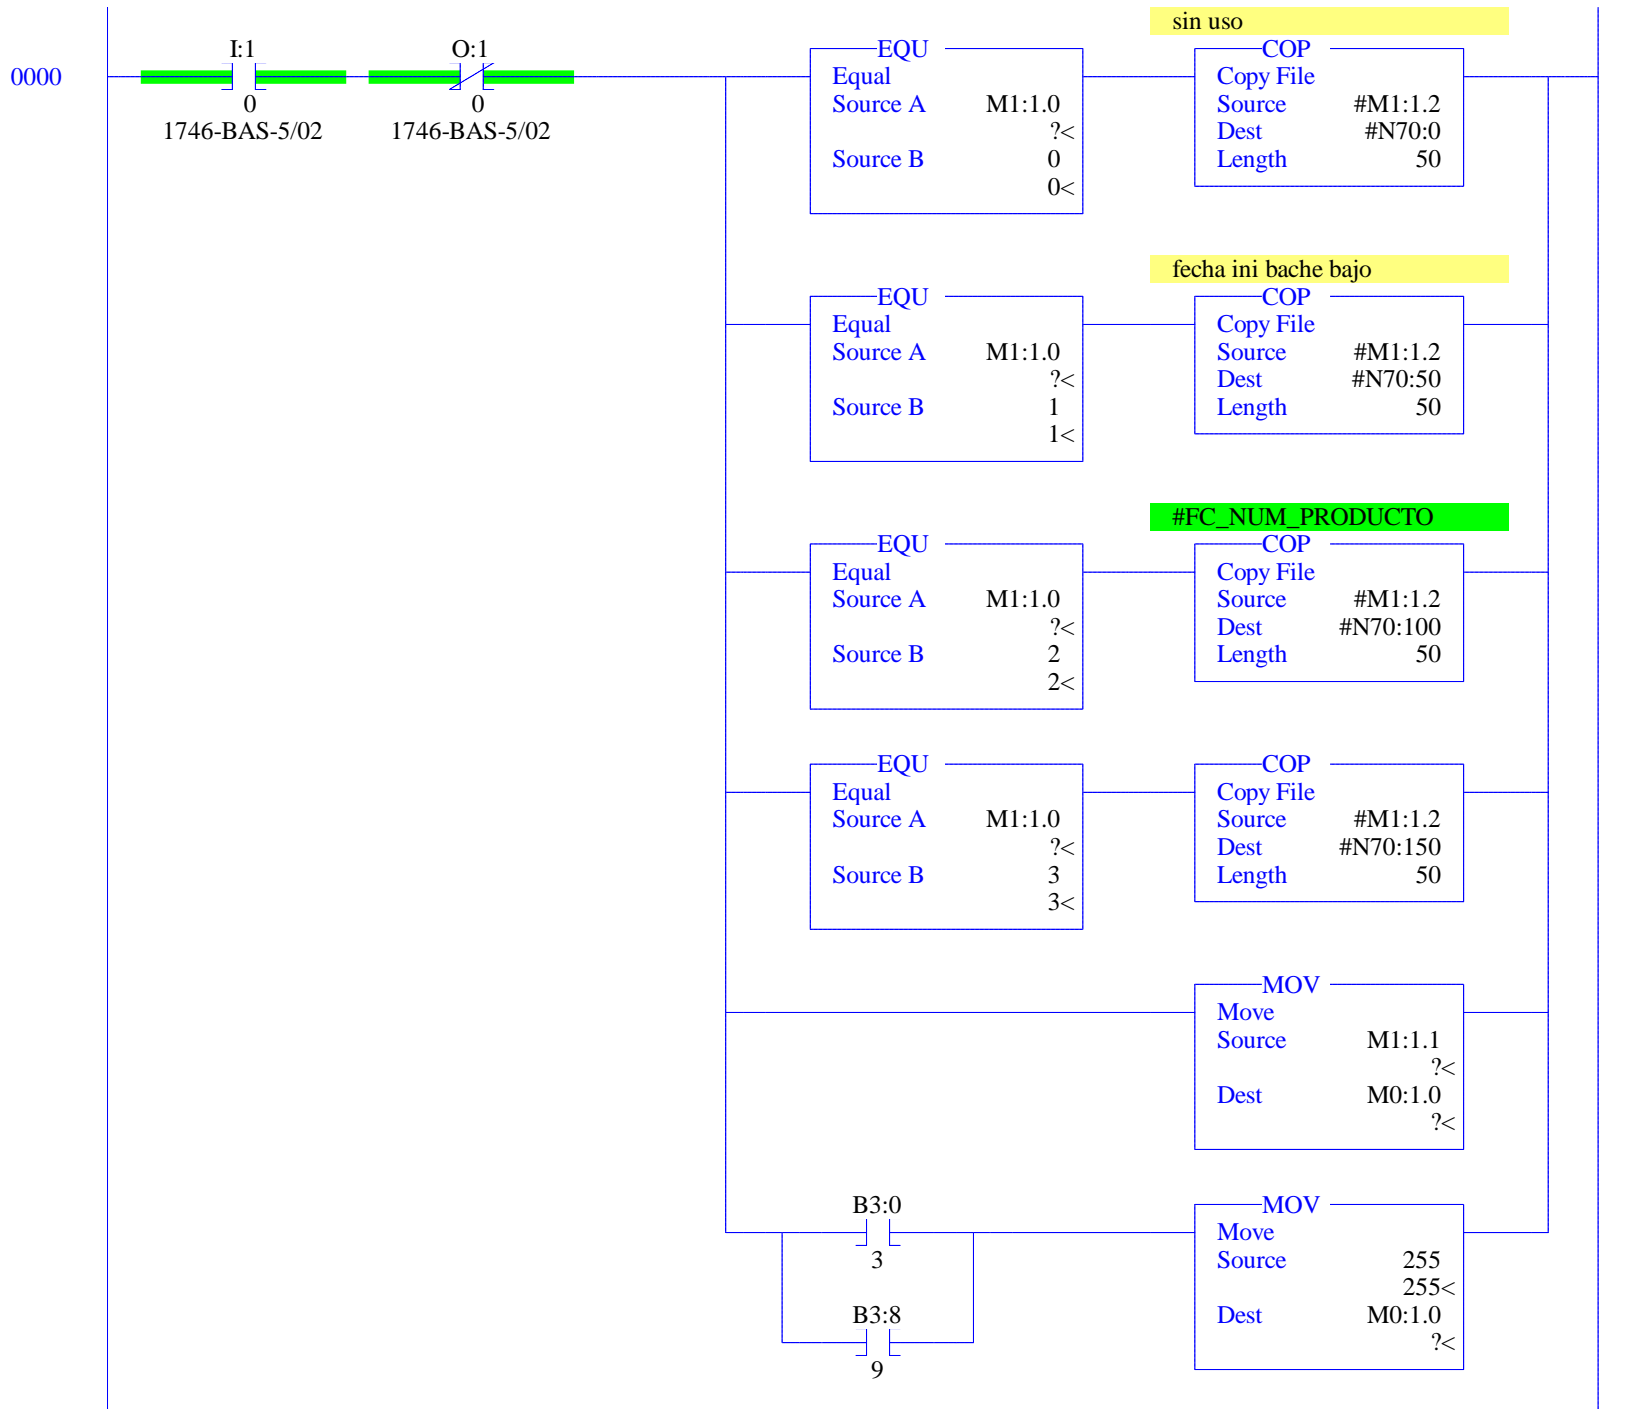 sin uso
I:1 O:1 EQU COP
0000 Equal Copy File
0 0 Source A M1:1.0 Source #M1:1.2
1746-BAS-5/02 1746-BAS-5/02 ?< Dest #N70:0
Source B 0 Length 50
0<
fecha ini bache bajo
EQU COP
Equal Copy File
Source A M1:1.0 Source #M1:1.2
?< Dest #N70:50
Source B 1 Length 50
1<
#FC_NUM_PRODUCTO
EQU COP
Equal Copy File
Source A M1:1.0 Source #M1:1.2
?< Dest #N70:100
Source B 2 Length 50
2<
EQU COP
Equal Copy File
Source A M1:1.0 Source #M1:1.2
?< Dest #N70:150
Source B 3 Length 50
3<
MOV
Move
Source M1:1.1
?<
Dest M0:1.0
?<
B3:0 MOV
Move
3 Source 255
255<
B3:8 Dest M0:1.0
?<
9